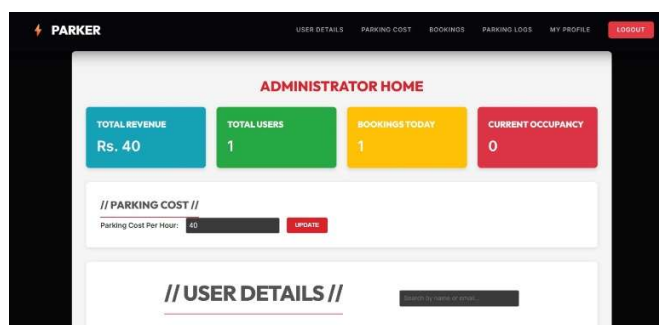 PARKER
USER DETAILS PARKING COST BOOKINGS PARKING LOGS MY PROFILE LOGOUT
ADMINISTRATOR HOME
TOTAL REVENUE
Rs. 40
TOTAL USERS
1
BOOKINGS TODAY
1
CURRENT OCCUPANCY
0
// PARKING COST //
Parking Cost Per Hour: 40 UPDATE
// USER DETAILS //
Search by name or email...